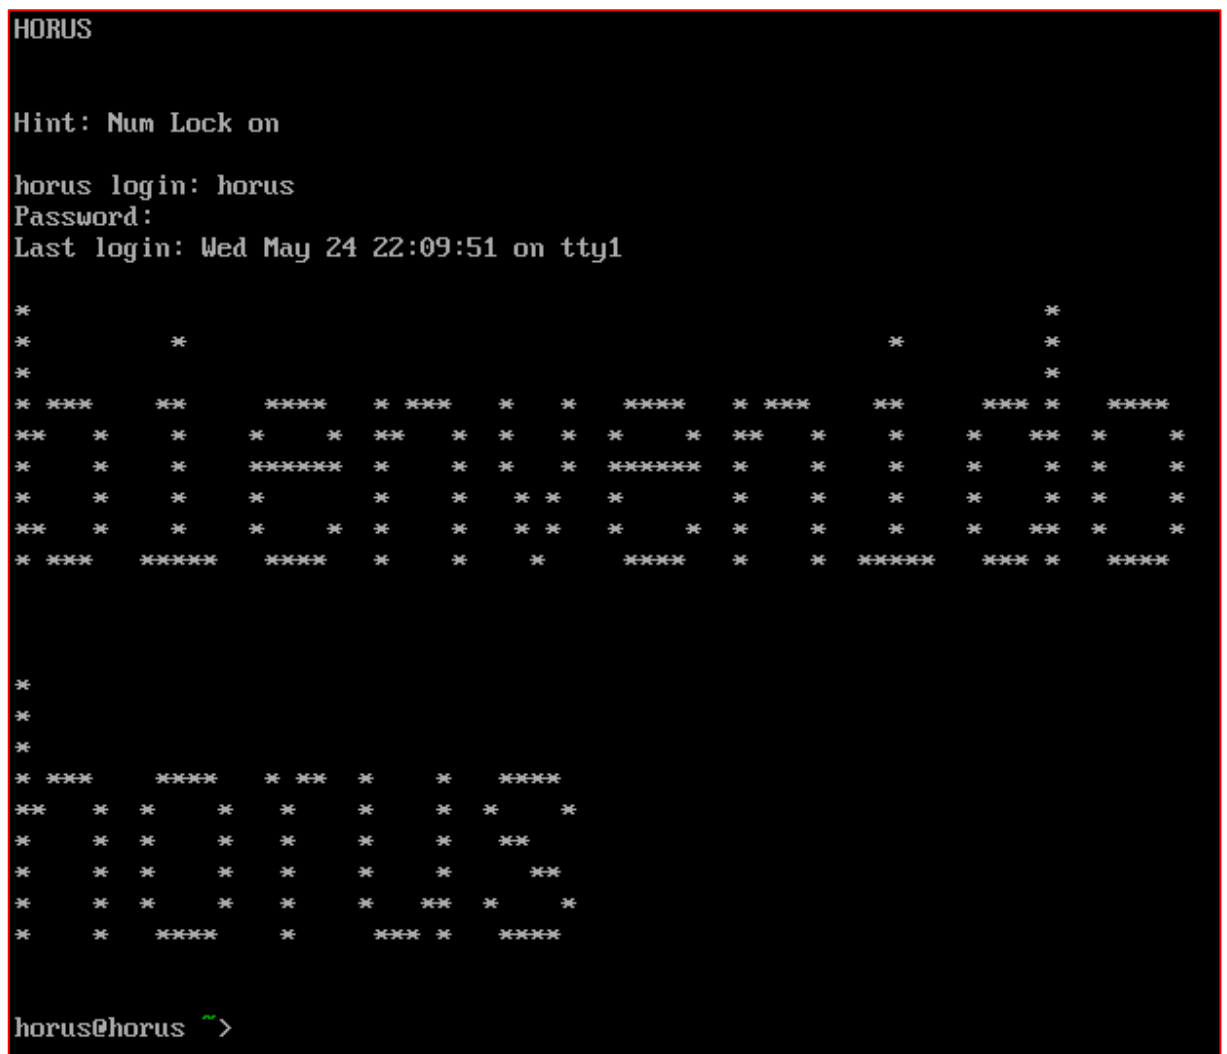 HORUS
Hint: Num Lock on
horus login: horus
Password:
Last login: Wed May 24 22:09:51 on tty1
bienvenido
horus
horus@horus ~>